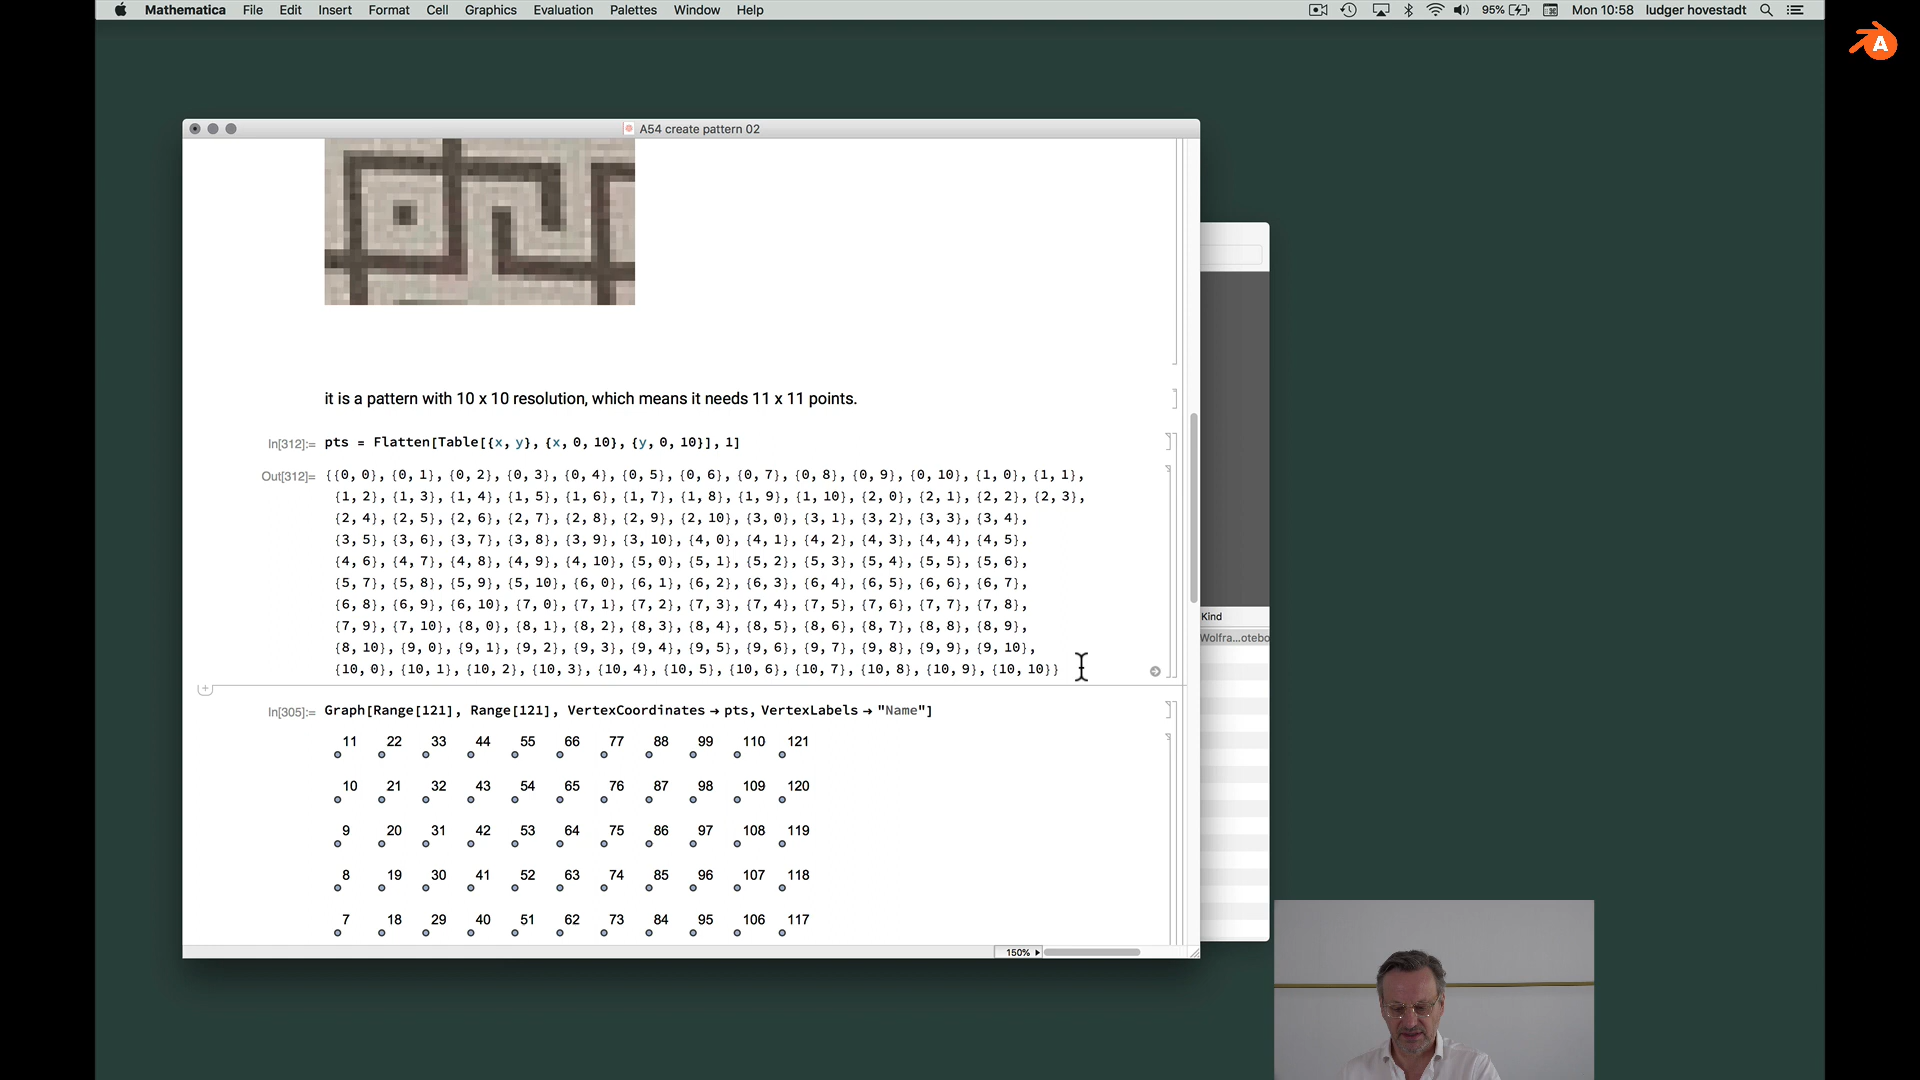 Mathematica File Edit Insert Format Cell Graphics Evaluation Palettes Window Help 95% Mon 10:58 ludger hovestadt
A
A54 create pattern 02
it is a pattern with 10 x 10 resolution, which means it needs 11 x 11 points.
In[312]:= pts = Flatten[Table[{x, y}, {x, 0, 10}, {y, 0, 10}], 1]
Out[312]= {{0, 0}, {0, 1}, {0, 2}, {0, 3}, {0, 4}, {0, 5}, {0, 6}, {0, 7}, {0, 8}, {0, 9}, {0, 10}, {1, 0}, {1, 1},
{1, 2}, {1, 3}, {1, 4}, {1, 5}, {1, 6}, {1, 7}, {1, 8}, {1, 9}, {1, 10}, {2, 0}, {2, 1}, {2, 2}, {2, 3},
{2, 4}, {2, 5}, {2, 6}, {2, 7}, {2, 8}, {2, 9}, {2, 10}, {3, 0}, {3, 1}, {3, 2}, {3, 3}, {3, 4},
{3, 5}, {3, 6}, {3, 7}, {3, 8}, {3, 9}, {3, 10}, {4, 0}, {4, 1}, {4, 2}, {4, 3}, {4, 4}, {4, 5},
{4, 6}, {4, 7}, {4, 8}, {4, 9}, {4, 10}, {5, 0}, {5, 1}, {5, 2}, {5, 3}, {5, 4}, {5, 5}, {5, 6},
{5, 7}, {5, 8}, {5, 9}, {5, 10}, {6, 0}, {6, 1}, {6, 2}, {6, 3}, {6, 4}, {6, 5}, {6, 6}, {6, 7},
{6, 8}, {6, 9}, {6, 10}, {7, 0}, {7, 1}, {7, 2}, {7, 3}, {7, 4}, {7, 5}, {7, 6}, {7, 7}, {7, 8},
{7, 9}, {7, 10}, {8, 0}, {8, 1}, {8, 2}, {8, 3}, {8, 4}, {8, 5}, {8, 6}, {8, 7}, {8, 8}, {8, 9},
{8, 10}, {9, 0}, {9, 1}, {9, 2}, {9, 3}, {9, 4}, {9, 5}, {9, 6}, {9, 7}, {9, 8}, {9, 9}, {9, 10},
{10, 0}, {10, 1}, {10, 2}, {10, 3}, {10, 4}, {10, 5}, {10, 6}, {10, 7}, {10, 8}, {10, 9}, {10, 10}}
Kind
Wolfra...otebo
In[305]:= Graph[Range[121], Range[121], VertexCoordinates → pts, VertexLabels → "Name"]
11 22 33 44 55 66 77 88 99 110 121
10 21 32 43 54 65 76 87 98 109 120
9 20 31 42 53 64 75 86 97 108 119
8 19 30 41 52 63 74 85 96 107 118
7 18 29 40 51 62 73 84 95 106 117
150%